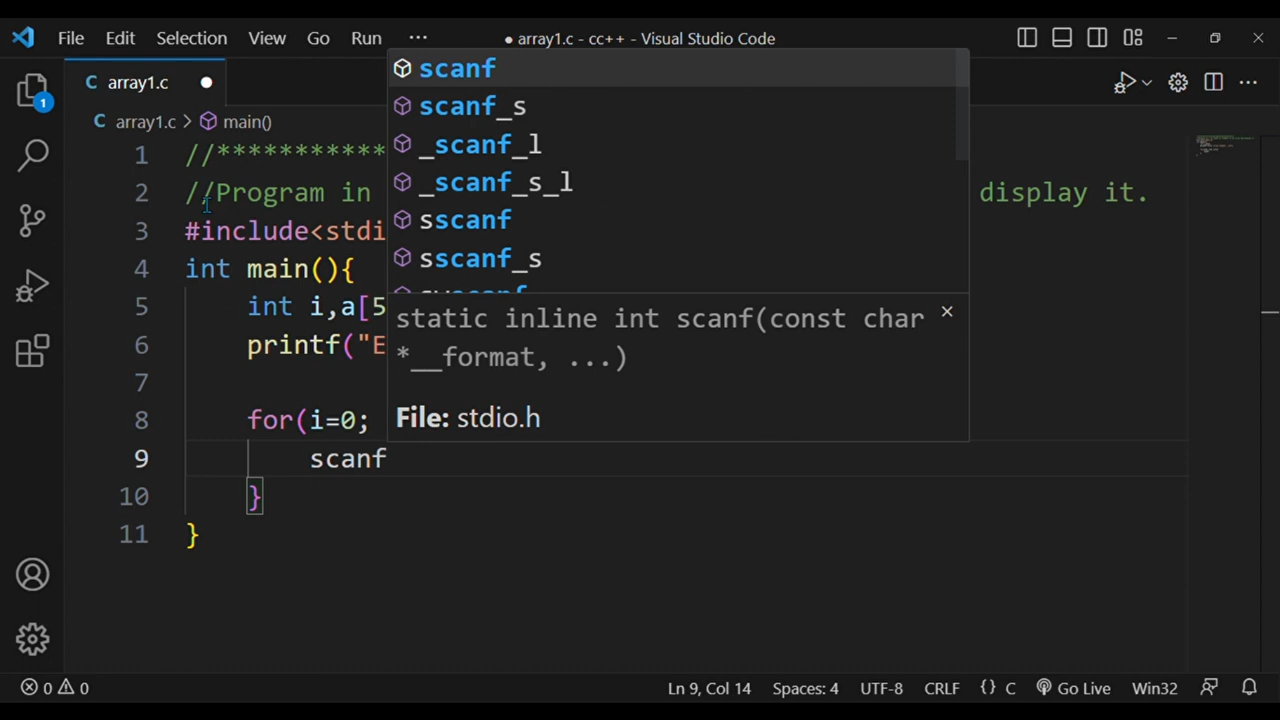 File Edit Selection View Go Run ··· ● array1.c - cc++ - Visual Studio Code
C array1.c ●
C array1.c > main()
scanf
scanf_s
_scanf_l
_scanf_s_l
sscanf
sscanf_s
static inline int scanf(const char
*__format, ...)
File: stdio.h
1 //***********
2 //Program in display it.
3 #include<stdi
4 int main(){
5 int i,a[5
6 printf("E
7
8 for(i=0;
9 scanf
10 }
11 }
1
0 0 Ln 9, Col 14 Spaces: 4 UTF-8 CRLF {} C Go Live Win32